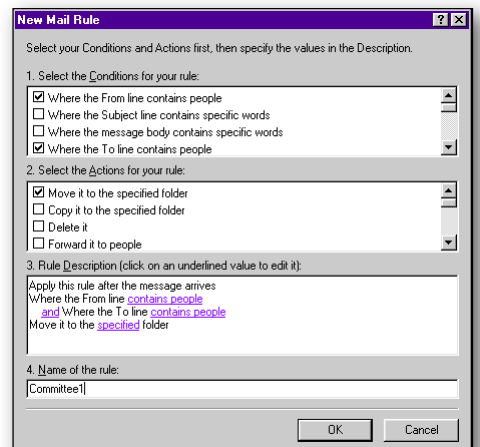 New Mail Rule
Select your Conditions and Actions first, then specify the values in the Description.
1. Select the Conditions for your rule:
Where the From line contains people
Where the Subject line contains specific words
Where the message body contains specific words
Where the To line contains people
2. Select the Actions for your rule:
Move it to the specified folder
Copy it to the specified folder
Delete it
Forward it to people
3. Rule Description (click on an underlined value to edit it):
Apply this rule after the message arrives
Where the From line contains people
and Where the To line contains people
Move it to the specified folder
4. Name of the rule:
Committee1
OK Cancel